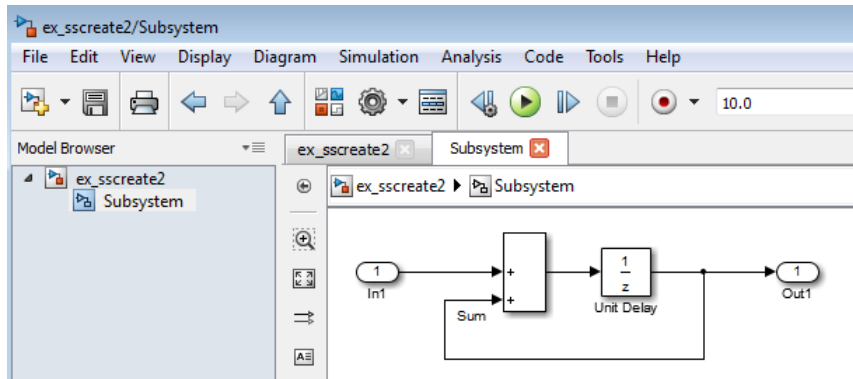 ex_sscreate2/Subsystem
File Edit View Display Diagram Simulation Analysis Code Tools Help
10.0
Model Browser
ex_sscreate2
Subsystem
ex_sscreate2
Subsystem
ex_sscreate2 Subsystem
1
In1
+
+
Sum
1
z
Unit Delay
1
Out1
A